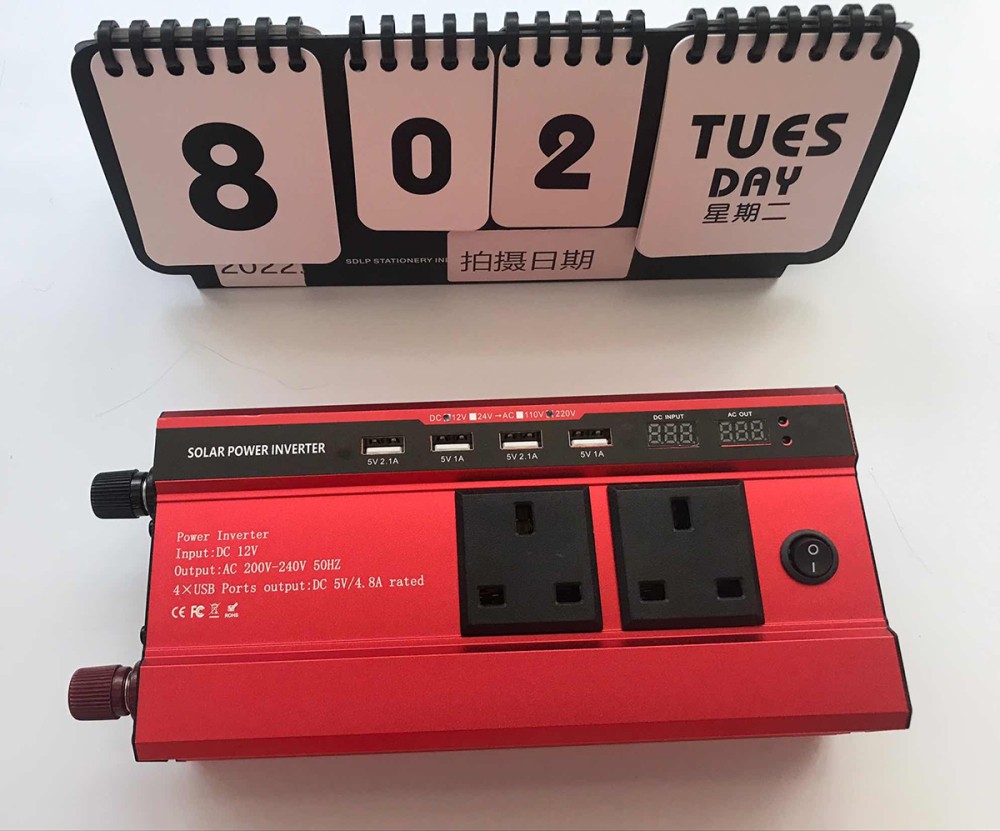 8
0
2
TUES
DAY
星期二
2022.
SDLP STATIONERY
拍摄日期
DC 12V 24V→AC 110V 220V
SOLAR POWER INVERTER
5V 2.1A
5V 1A
5V 2.1A
5V 1A
DC INPUT
AC OUT
Power Inverter
Input:DC 12V
Output:AC 200V-240V 50HZ
4×USB Ports output:DC 5V/4.8A rated
CE FC
ROHS
O
I